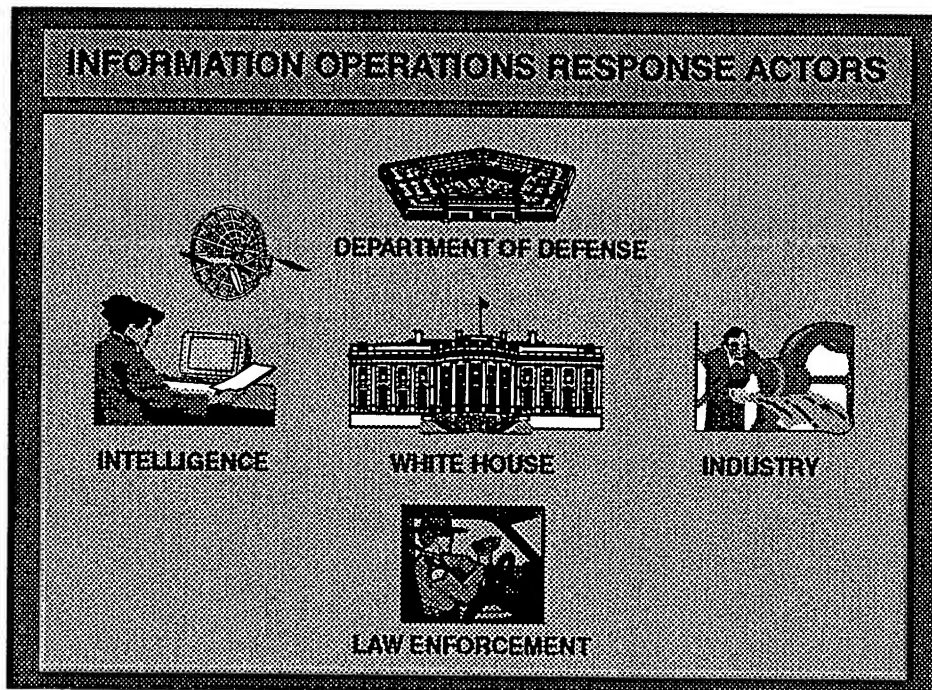 INFORMATION OPERATIONS RESPONSE ACTORS
DEPARTMENT OF DEFENSE
INTELLIGENCE
WHITE HOUSE
INDUSTRY
LAW ENFORCEMENT